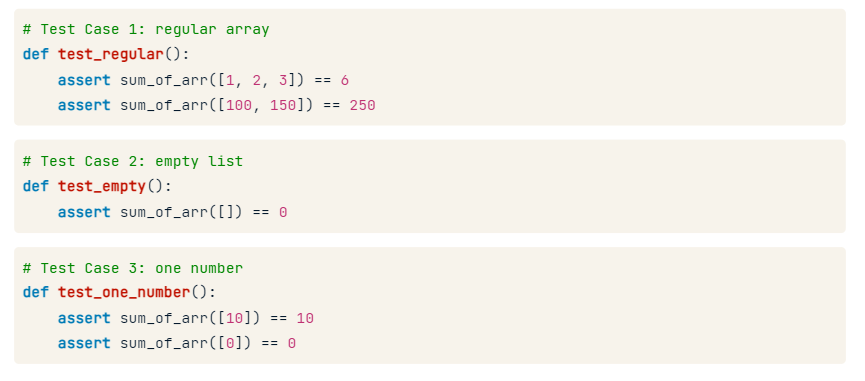 # Test Case 1: regular array
def test_regular():
    assert sum_of_arr([1, 2, 3]) == 6
    assert sum_of_arr([100, 150]) == 250
# Test Case 2: empty list
def test_empty():
    assert sum_of_arr([]) == 0
# Test Case 3: one number
def test_one_number():
    assert sum_of_arr([10]) == 10
    assert sum_of_arr([0]) == 0